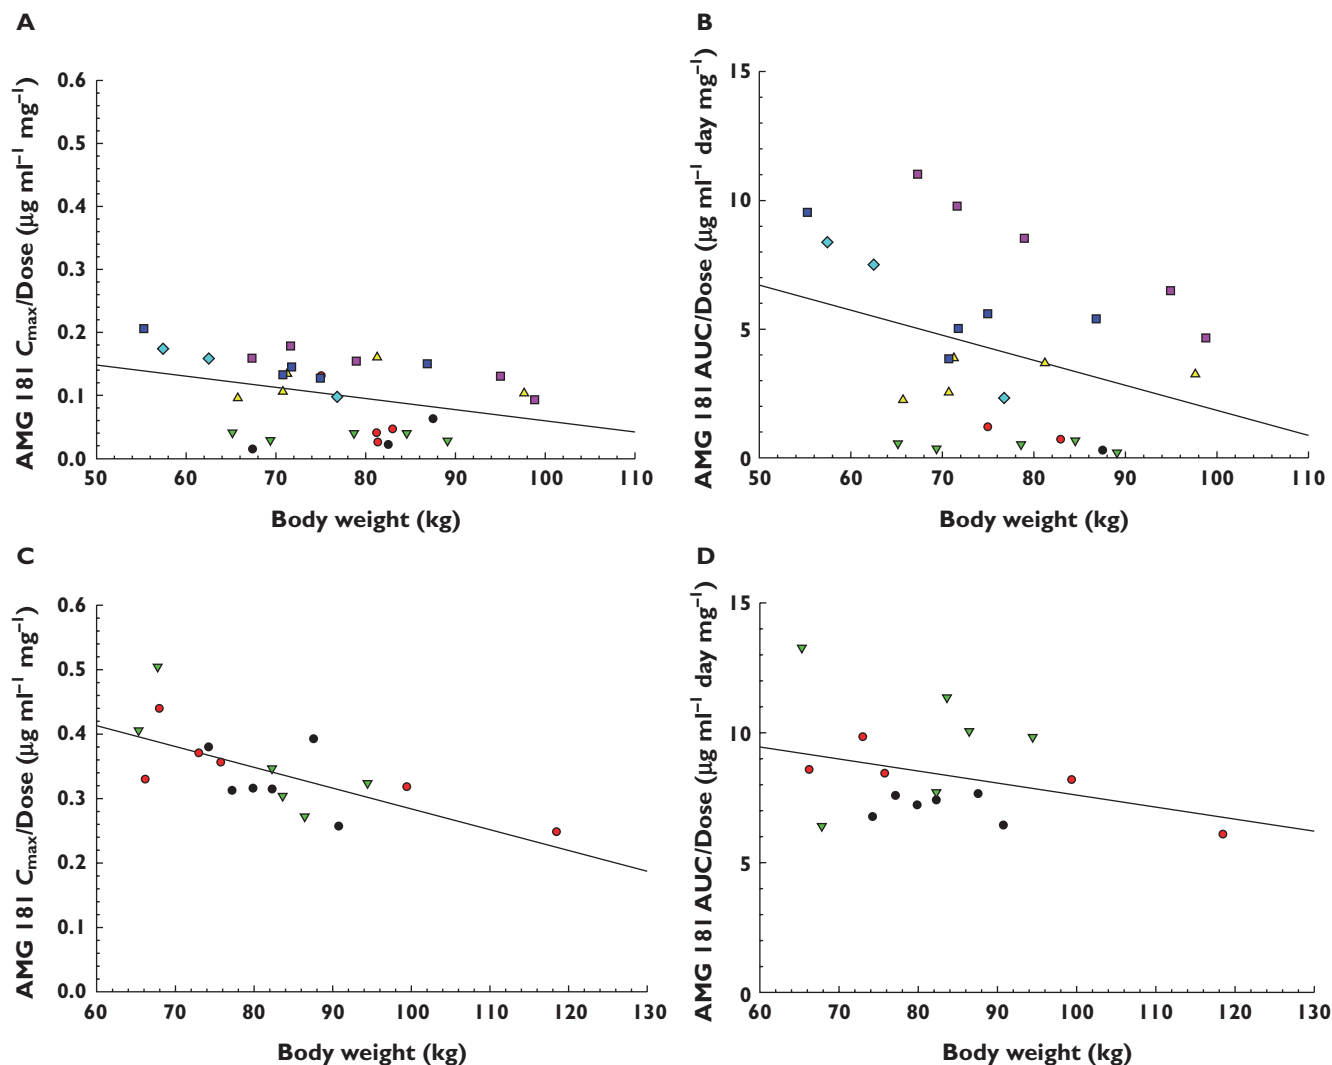 A
AMG 181 Cmax/Dose (μg ml–1 mg–1)
0.6
0.5
0.4
0.3
0.2
0.1
0.0
50 60 70 80 90 100 110
Body weight (kg)
B
AMG 181 AUC/Dose (μg ml–1 day mg–1)
15
10
5
0
50 60 70 80 90 100 110
Body weight (kg)
C
AMG 181 Cmax/Dose (μg ml–1 mg–1)
0.6
0.5
0.4
0.3
0.2
0.1
0.0
60 70 80 90 100 110 120 130
Body weight (kg)
D
AMG 181 AUC/Dose (μg ml–1 day mg–1)
15
10
5
0
60 70 80 90 100 110 120 130
Body weight (kg)